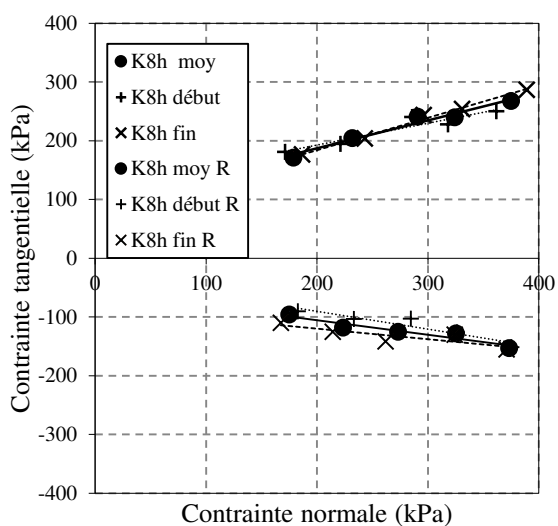 400
300
200
100
0
-100
-200
-300
-400
0
100
200
300
400
K8h moy
K8h début
K8h fin
K8h moy R
K8h début R
K8h fin R
Contrainte tangentielle (kPa)
Contrainte normale (kPa)